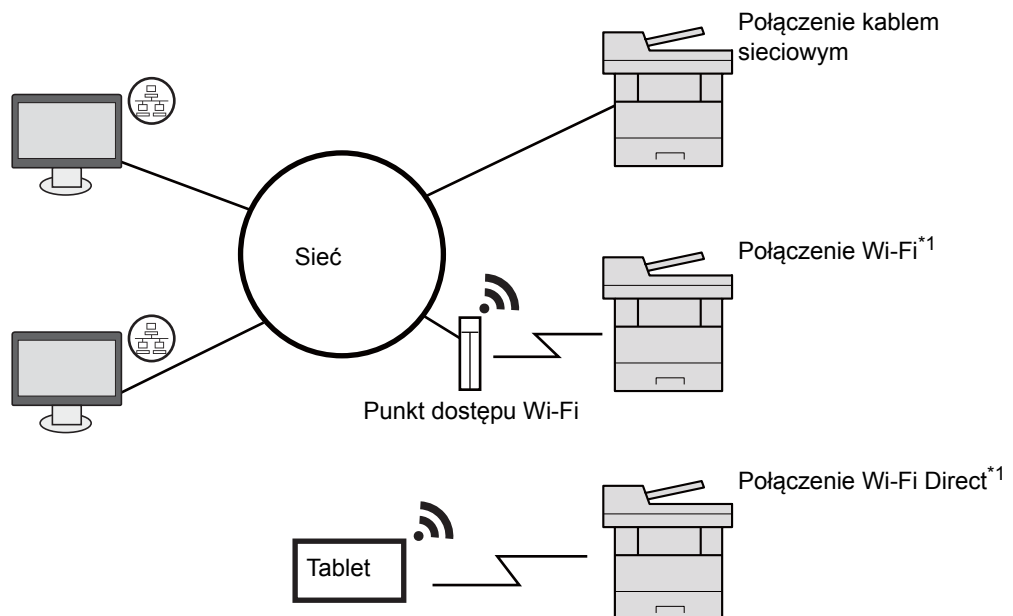 Połączenie kablem
sieciowym
Sieć
Połączenie Wi-Fi*1
Punkt dostępu Wi-Fi
Połączenie Wi-Fi Direct*1
Tablet